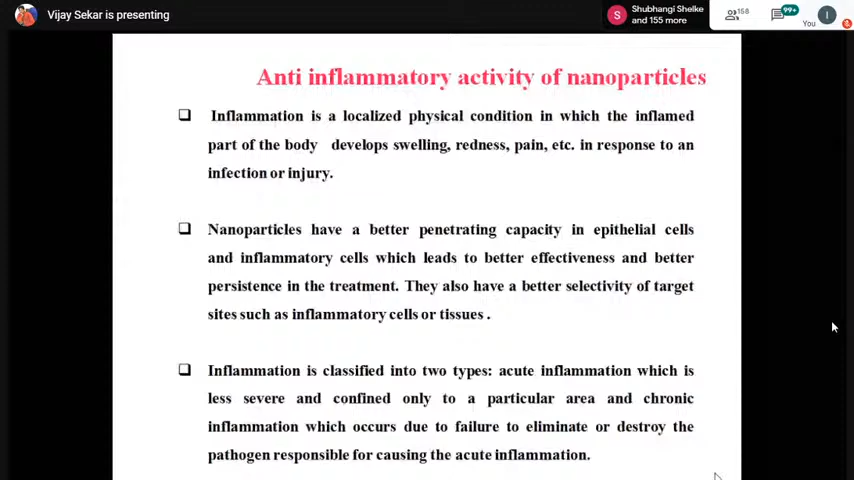 Vijay Sekar is presenting
S
Shubhangi Shelke
and 155 more
158
99+
You
I
Anti inflammatory activity of nanoparticles
Inflammation is a localized physical condition in which the inflamed
part of the body develops swelling, redness, pain, etc. in response to an
infection or injury.
Nanoparticles have a better penetrating capacity in epithelial cells
and inflammatory cells which leads to better effectiveness and better
persistence in the treatment. They also have a better selectivity of target
sites such as inflammatory cells or tissues .
Inflammation is classified into two types: acute inflammation which is
less severe and confined only to a particular area and chronic
inflammation which occurs due to failure to eliminate or destroy the
pathogen responsible for causing the acute inflammation.